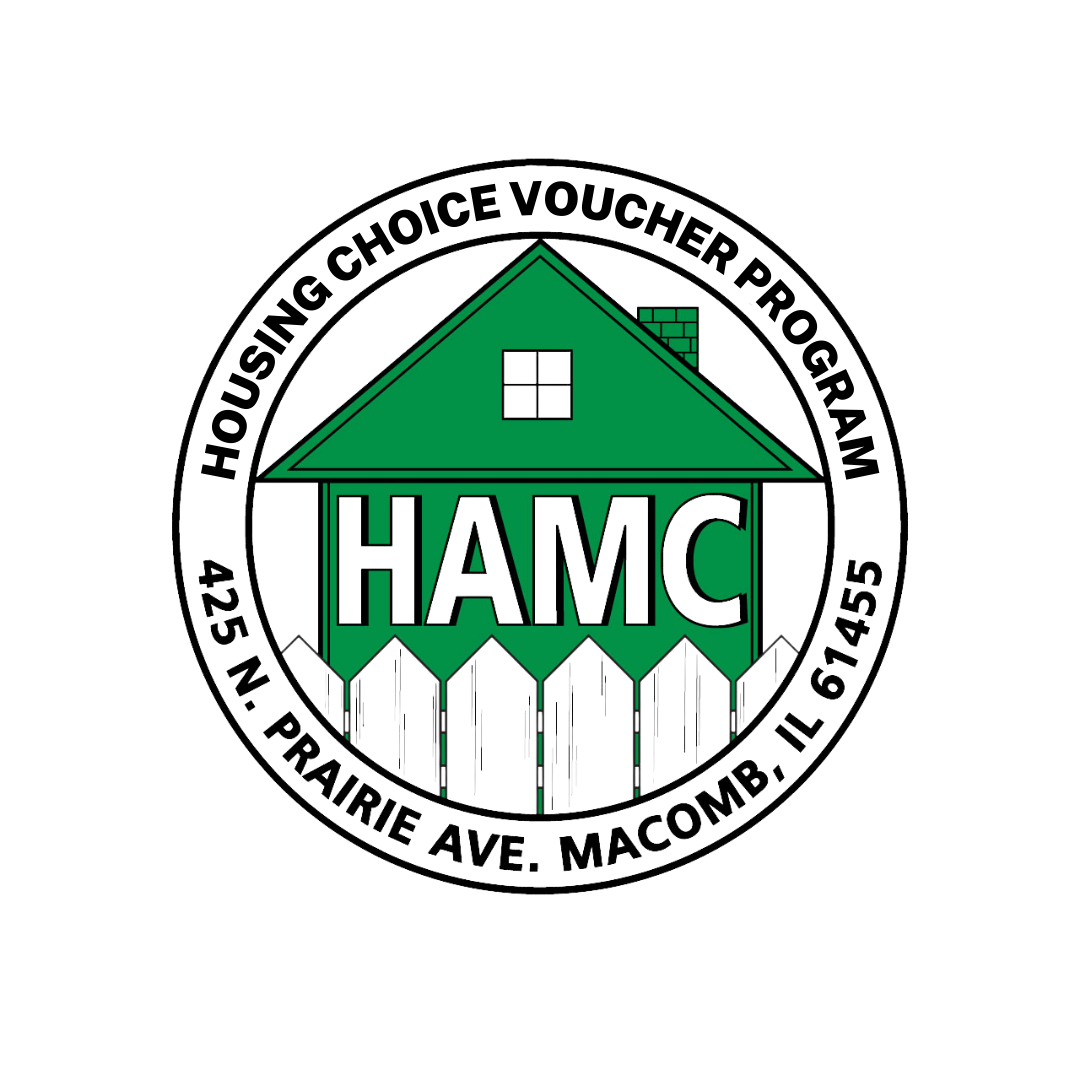 HOUSING CHOICE VOUCHER PROGRAM
HAMC
425 N. PRAIRIE AVE. MACOMB, IL 61455